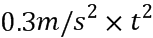 0.3m/s² × t²